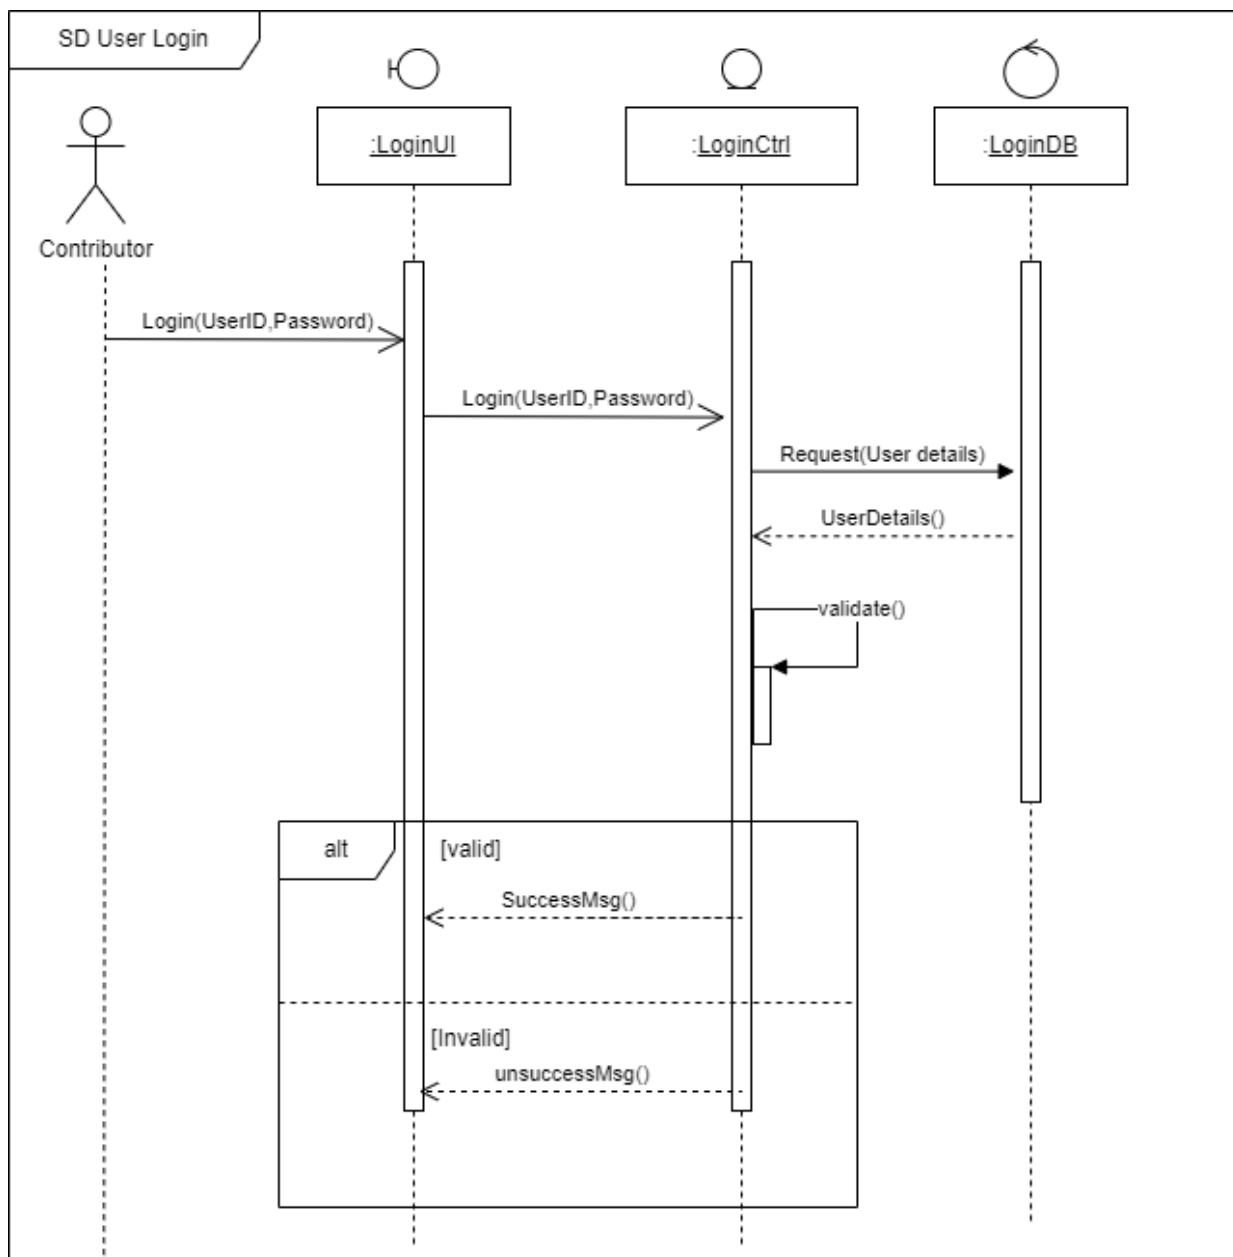 SD User Login
:LoginUI
:LoginCtrl
:LoginDB
Contributor
Login(UserID,Password)
Login(UserID,Password)
Request(User details)
UserDetails()
validate()
alt
[valid]
SuccessMsg()
[Invalid]
unsuccessMsg()